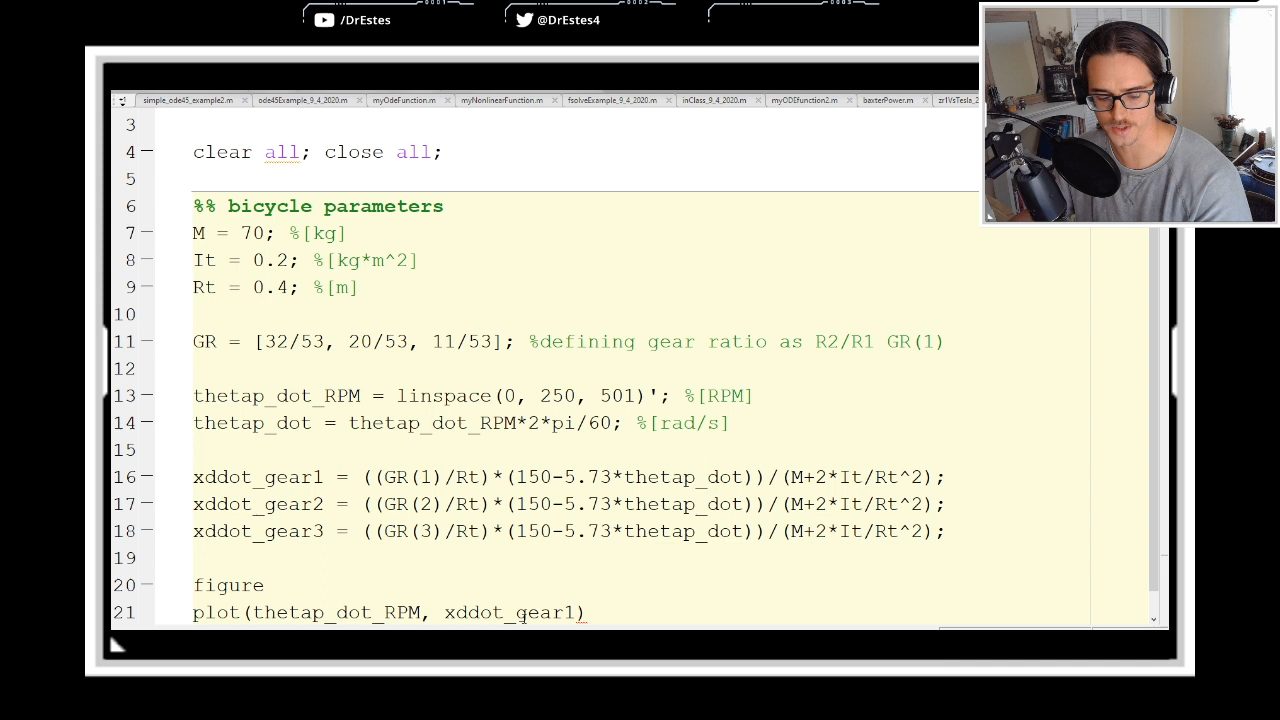 0001
0002
0003
/DrEstes
@DrEstes4
simple_ode45_example2.m
ode45Example_9_4_2020.m
myOdeFunction.m
myNonlinearFunction.m
fsolveExample_9_4_2020.m
inClass_9_4_2020.m
myODEfunction2.m
baxterPower.m
zr1VsTesla_2
3
4 clear all; close all;
5
6 %% bicycle parameters
7 M = 70; %[kg]
8 It = 0.2; %[kg*m^2]
9 Rt = 0.4; %[m]
10
11 GR = [32/53, 20/53, 11/53]; %defining gear ratio as R2/R1 GR(1)
12
13 thetap_dot_RPM = linspace(0, 250, 501)'; %[RPM]
14 thetap_dot = thetap_dot_RPM*2*pi/60; %[rad/s]
15
16 xddot_gear1 = ((GR(1)/Rt)*(150-5.73*thetap_dot))/(M+2*It/Rt^2);
17 xddot_gear2 = ((GR(2)/Rt)*(150-5.73*thetap_dot))/(M+2*It/Rt^2);
18 xddot_gear3 = ((GR(3)/Rt)*(150-5.73*thetap_dot))/(M+2*It/Rt^2);
19
20 figure
21 plot(thetap_dot_RPM, xddot_gear1)